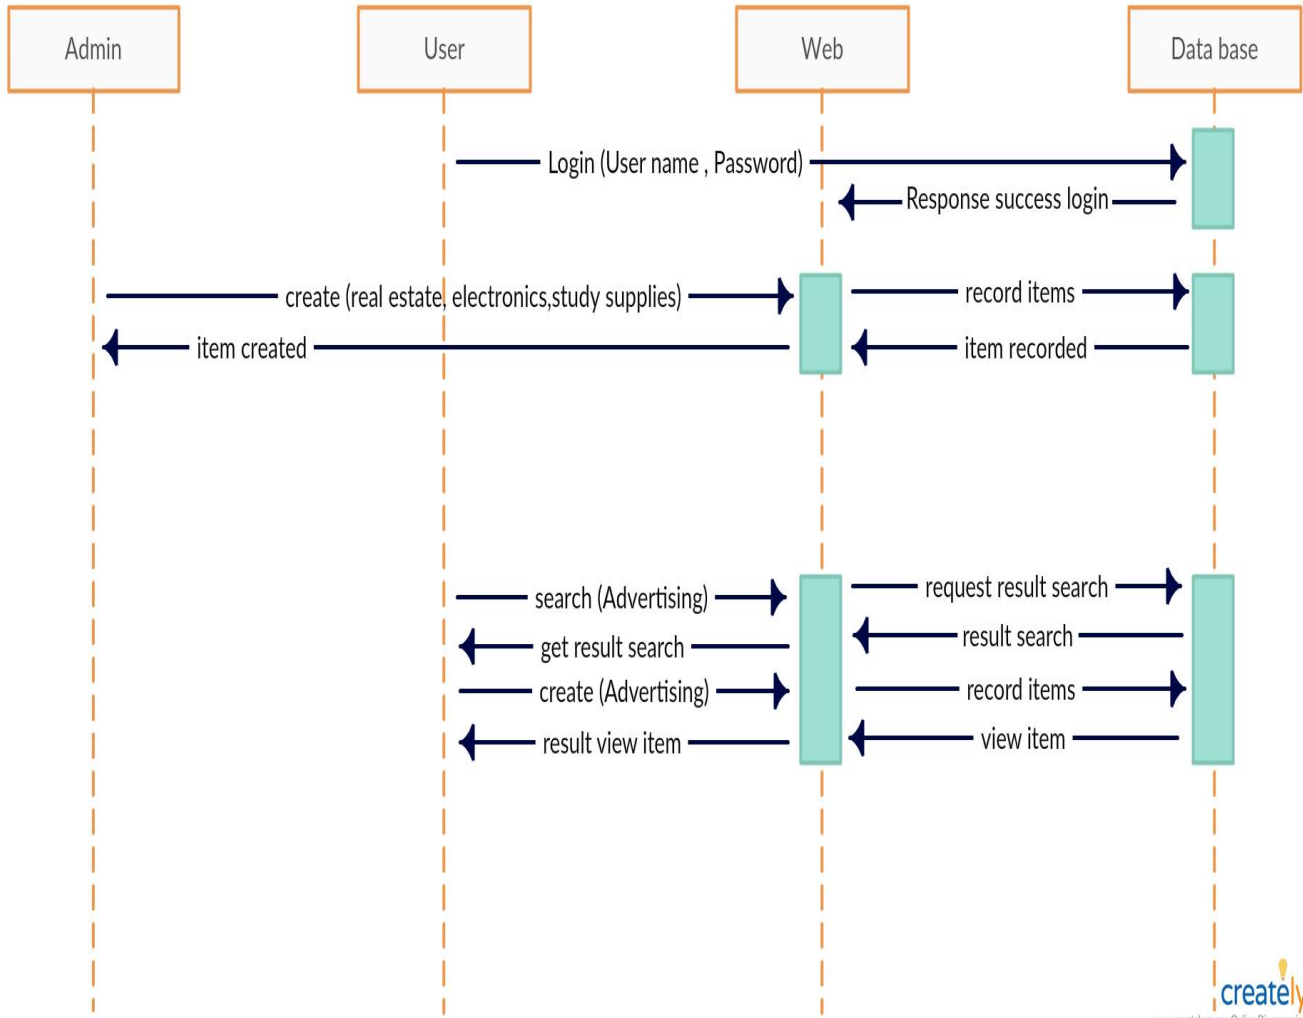 Admin
User
Web
Data base
Login (User name , Password)
Response success login
create (real estate, electronics,study supplies)
record items
item created
item recorded
search (Advertising)
request result search
get result search
result search
create (Advertising)
record items
result view item
view item
creately